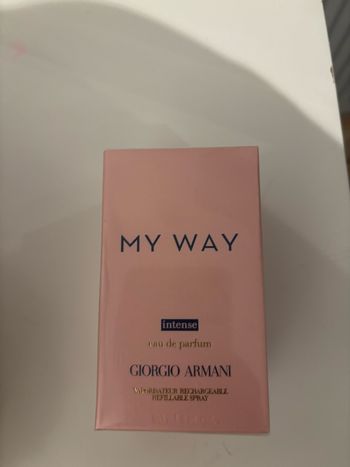 MY WAY
intense
eau de parfum
GIORGIO ARMANI
VAPORISATEUR RECHARGEABLE
REFILLABLE SPRAY